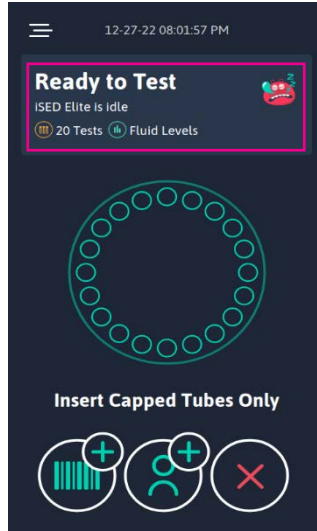 12-27-22 08:01:57 PM
Ready to Test
iSED Elite is idle
20 Tests Fluid Levels
Insert Capped Tubes Only